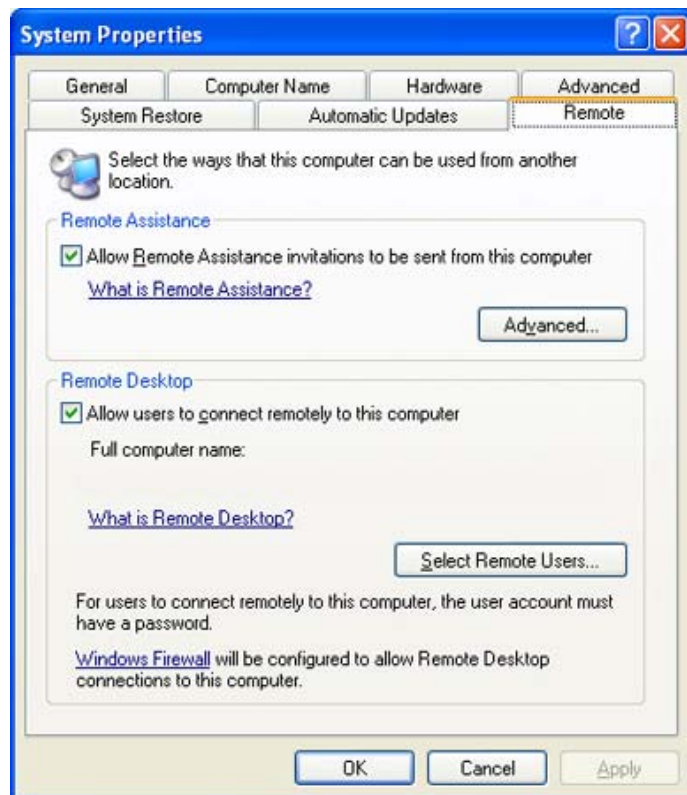 System Properties
General Computer Name Hardware Advanced
System Restore Automatic Updates Remote
Select the ways that this computer can be used from another
location.
Remote Assistance
Allow Remote Assistance invitations to be sent from this computer
What is Remote Assistance?
Advanced...
Remote Desktop
Allow users to connect remotely to this computer
Full computer name:
What is Remote Desktop?
Select Remote Users...
For users to connect remotely to this computer, the user account must
have a password.
Windows Firewall will be configured to allow Remote Desktop
connections to this computer.
OK Cancel Apply